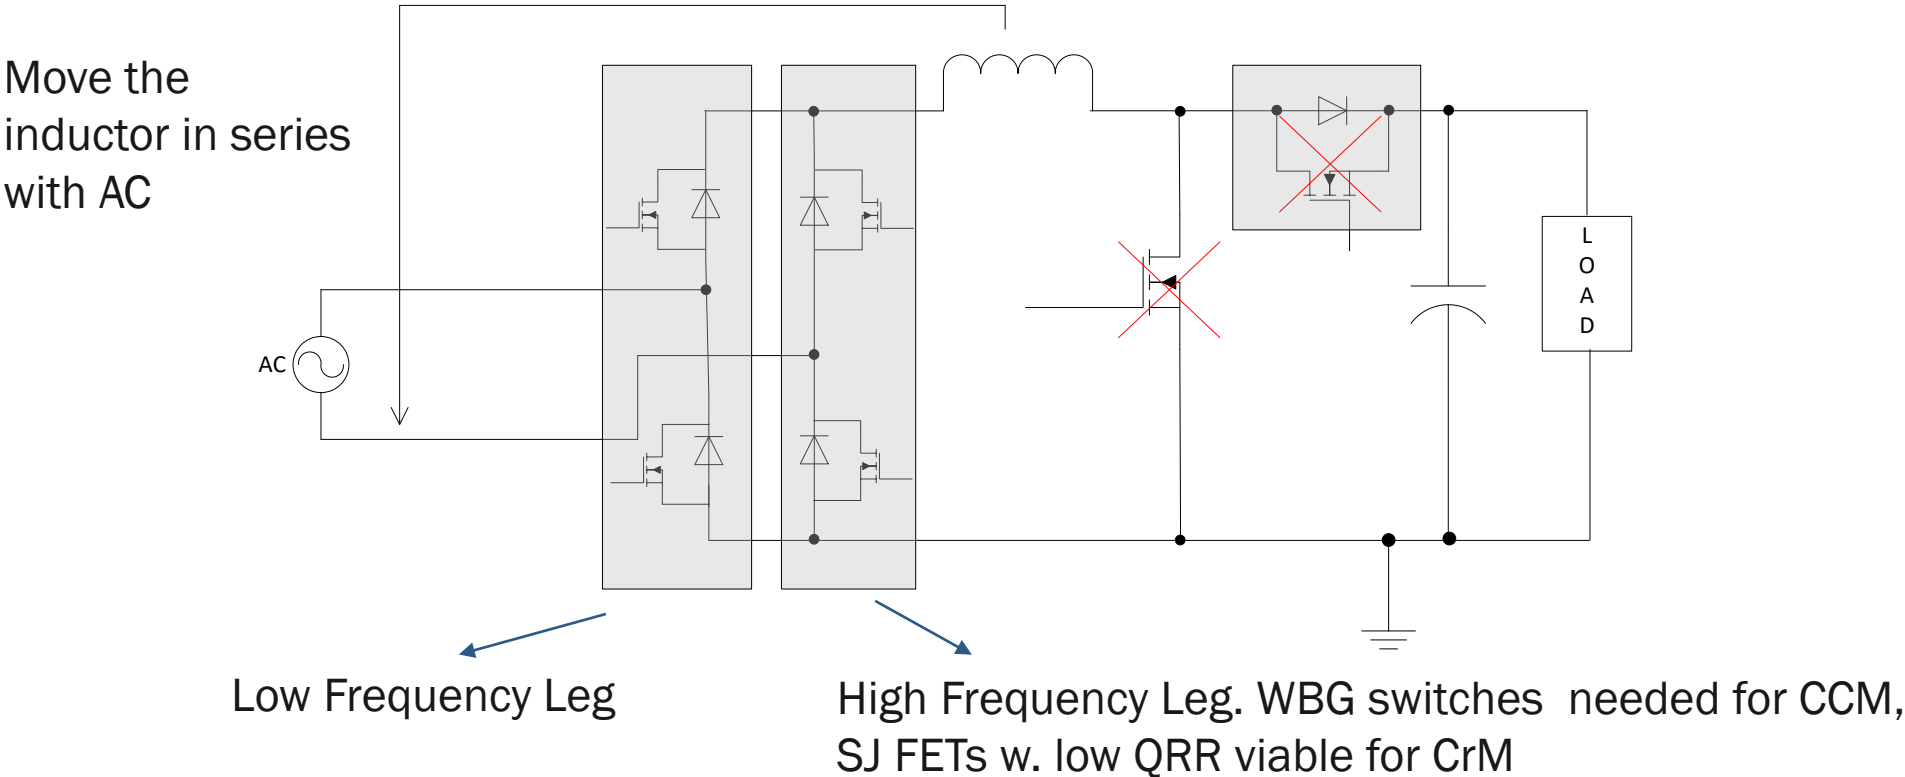 Move the
inductor in series
with AC
AC
L
O
A
D
Low Frequency Leg
High Frequency Leg. WBG switches  needed for CCM,
SJ FETs w. low QRR viable for CrM